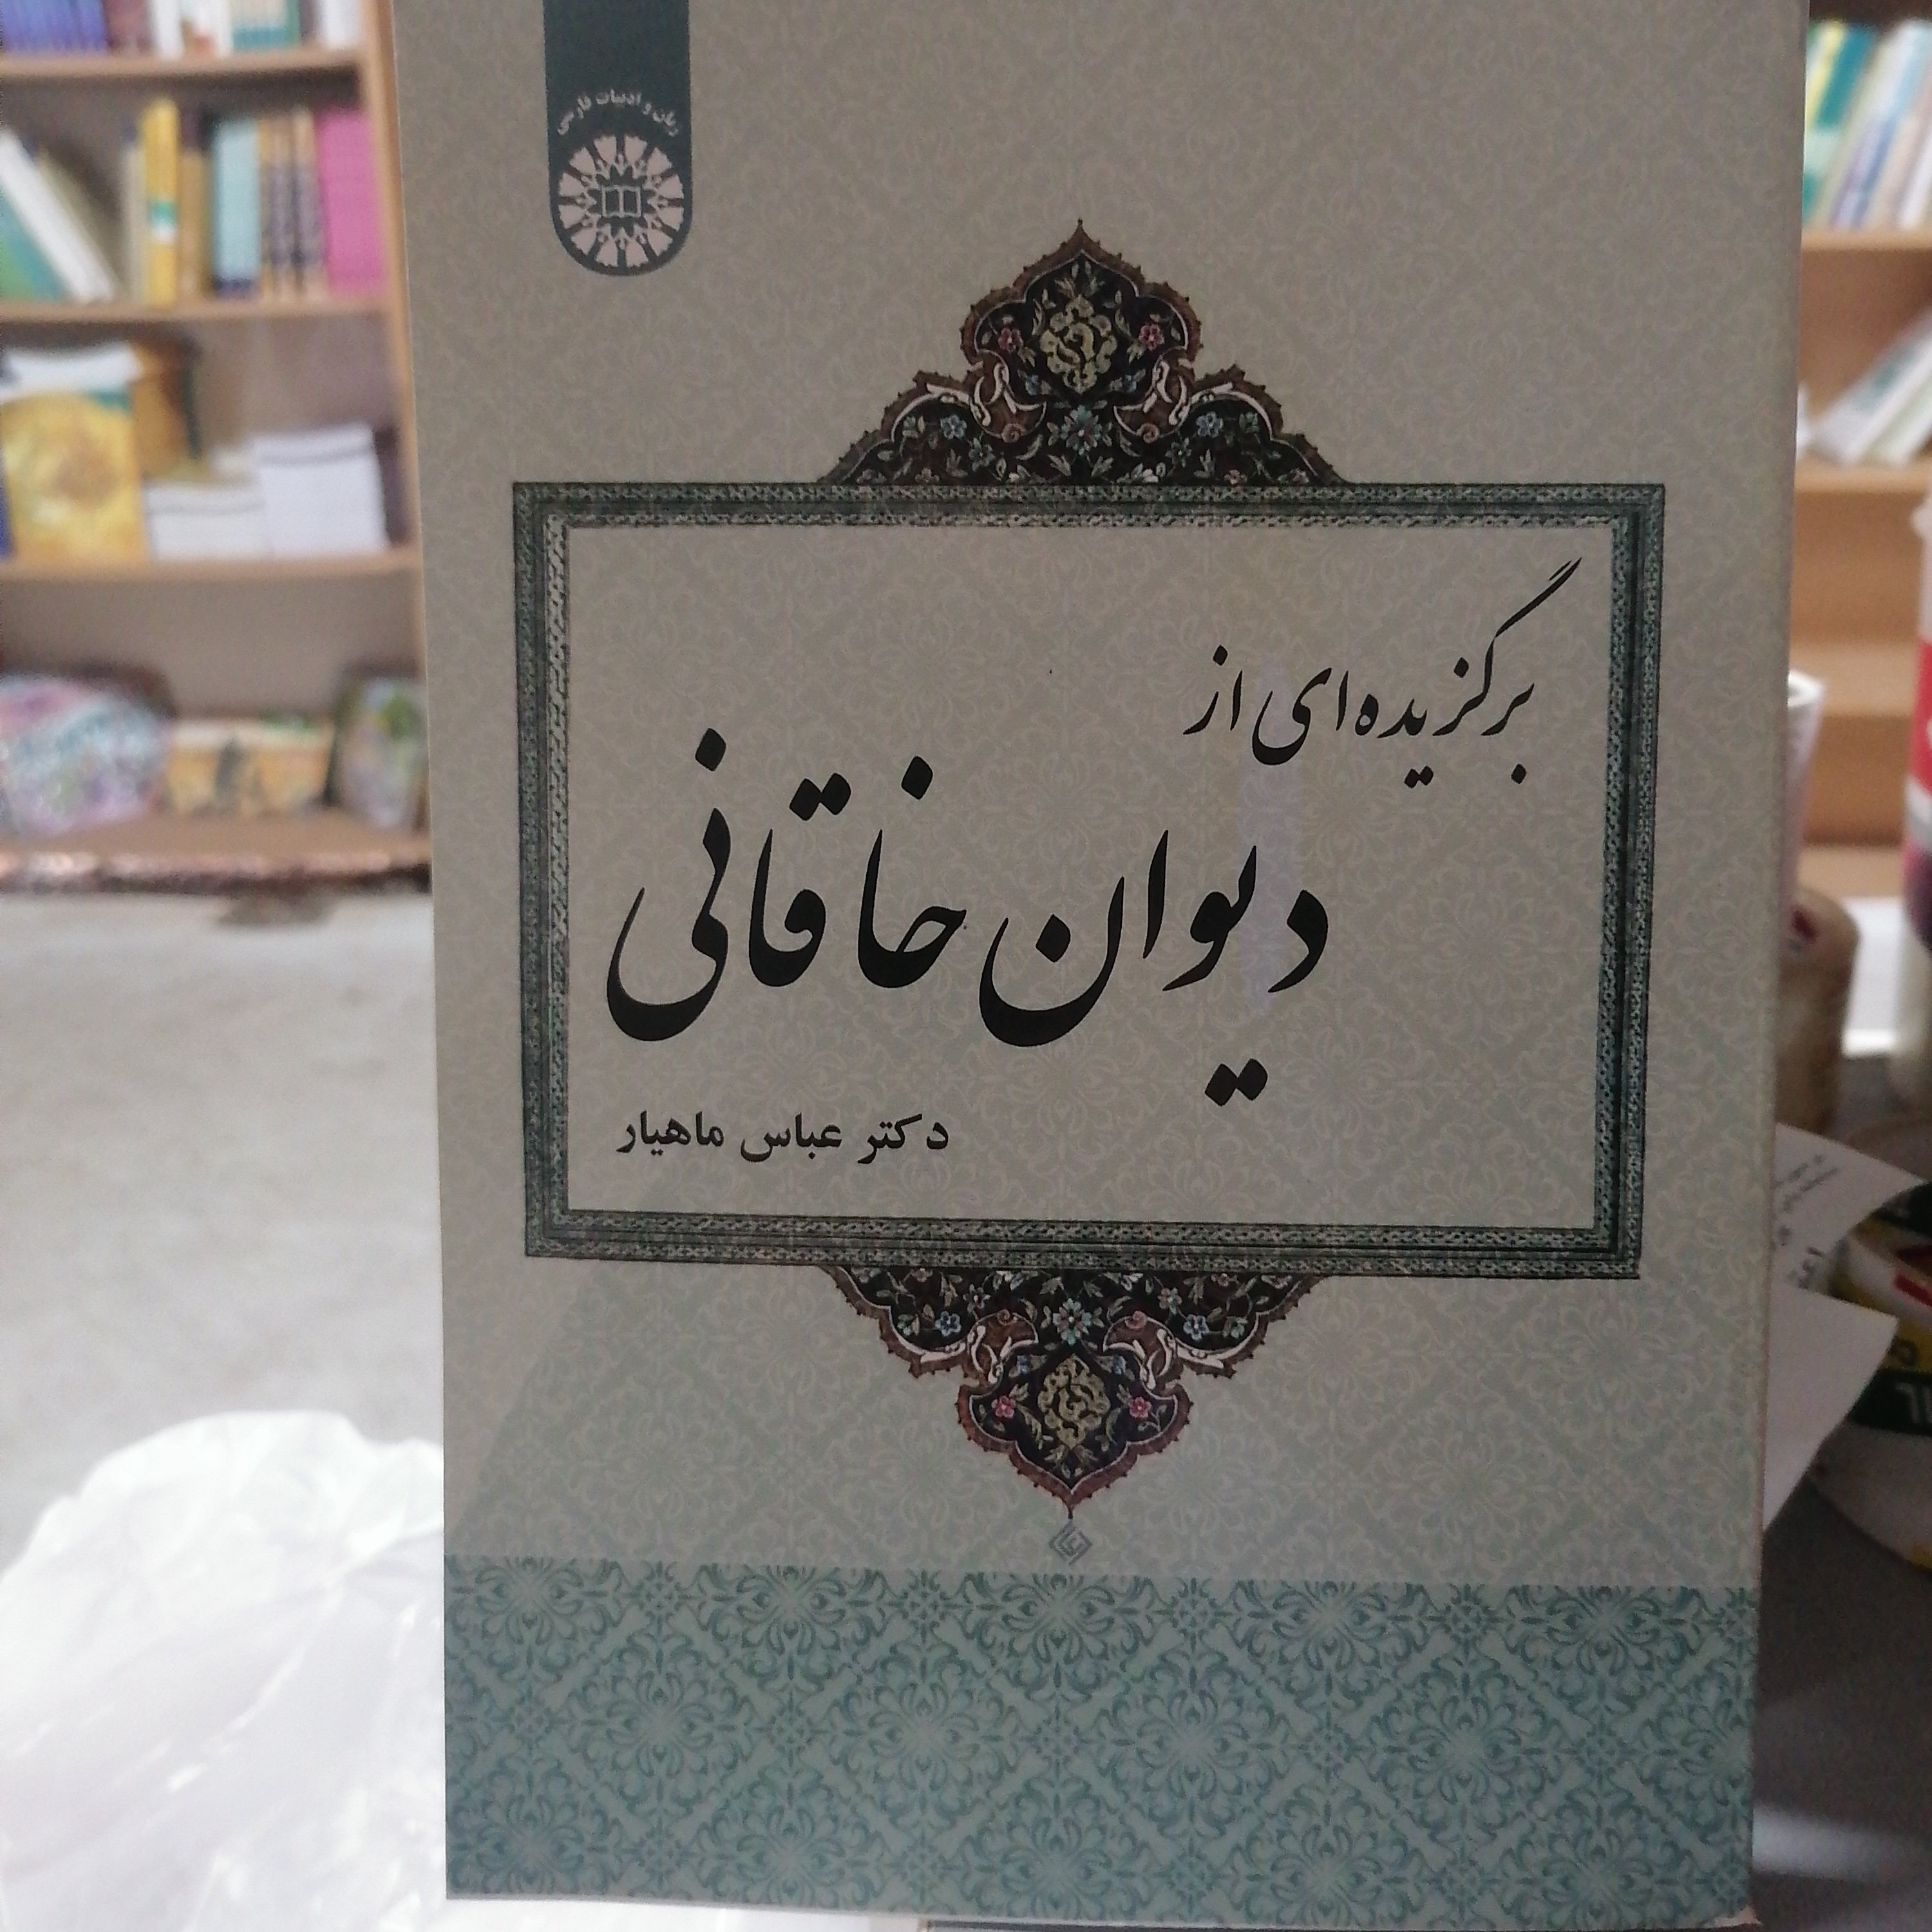 زبان و ادبیات فارسی
برگزیده‌ای از
دیوان خاقانی
دکتر عباس ماهیار